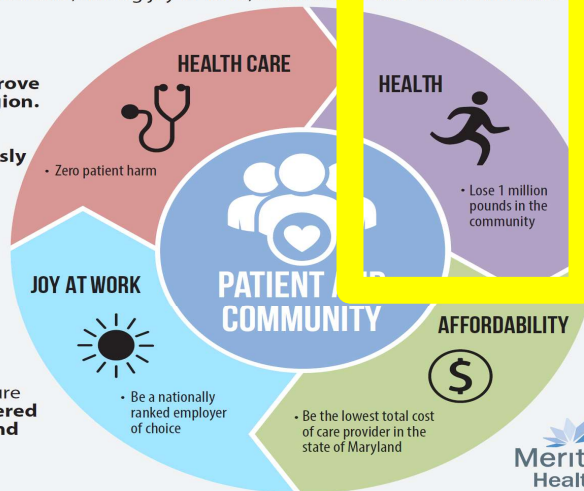 rove
gion.
sly
HEALTH CARE
• Zero patient harm
HEALTH
• Lose 1 million
pounds in the
community
PATIENT
COMMUNITY
JOY AT WORK
• Be a nationally
ranked employer
of choice
AFFORDABILITY
$
• Be the lowest total cost
of care provider in the
state of Maryland
ure
ered
nd
Merit
Healt